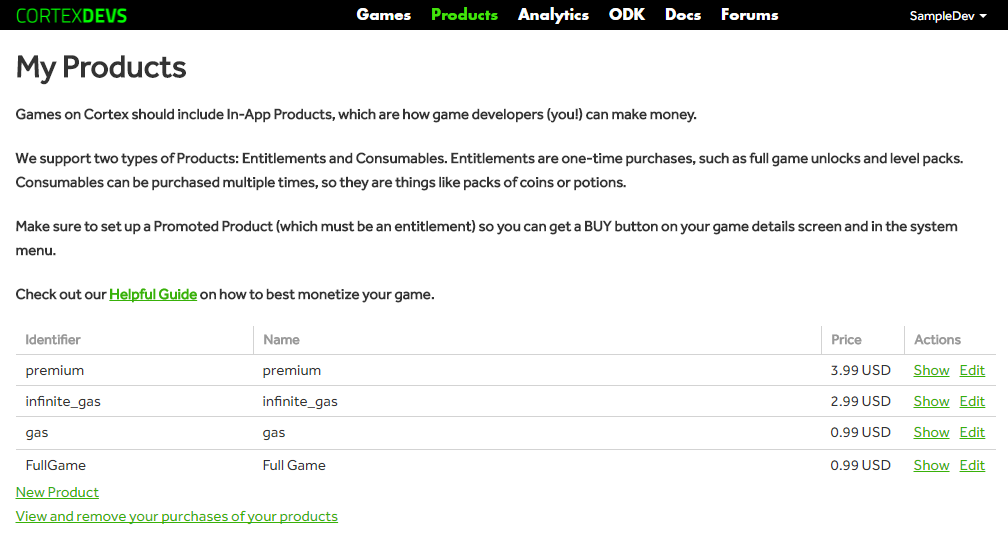 CORTEXDEVS Games Products Analytics ODK Docs Forums SampleDev
My Products
Games on Cortex should include In-App Products, which are how game developers (you!) can make money.
We support two types of Products: Entitlements and Consumables. Entitlements are one-time purchases, such as full game unlocks and level packs.
Consumables can be purchased multiple times, so they are things like packs of coins or potions.
Make sure to set up a Promoted Product (which must be an entitlement) so you can get a BUY button on your game details screen and in the system
menu.
Check out our Helpful Guide on how to best monetize your game.
Identifier Name Price Actions
premium premium 3.99 USD Show Edit
infinite_gas infinite_gas 2.99 USD Show Edit
gas gas 0.99 USD Show Edit
FullGame Full Game 0.99 USD Show Edit
New Product
View and remove your purchases of your products